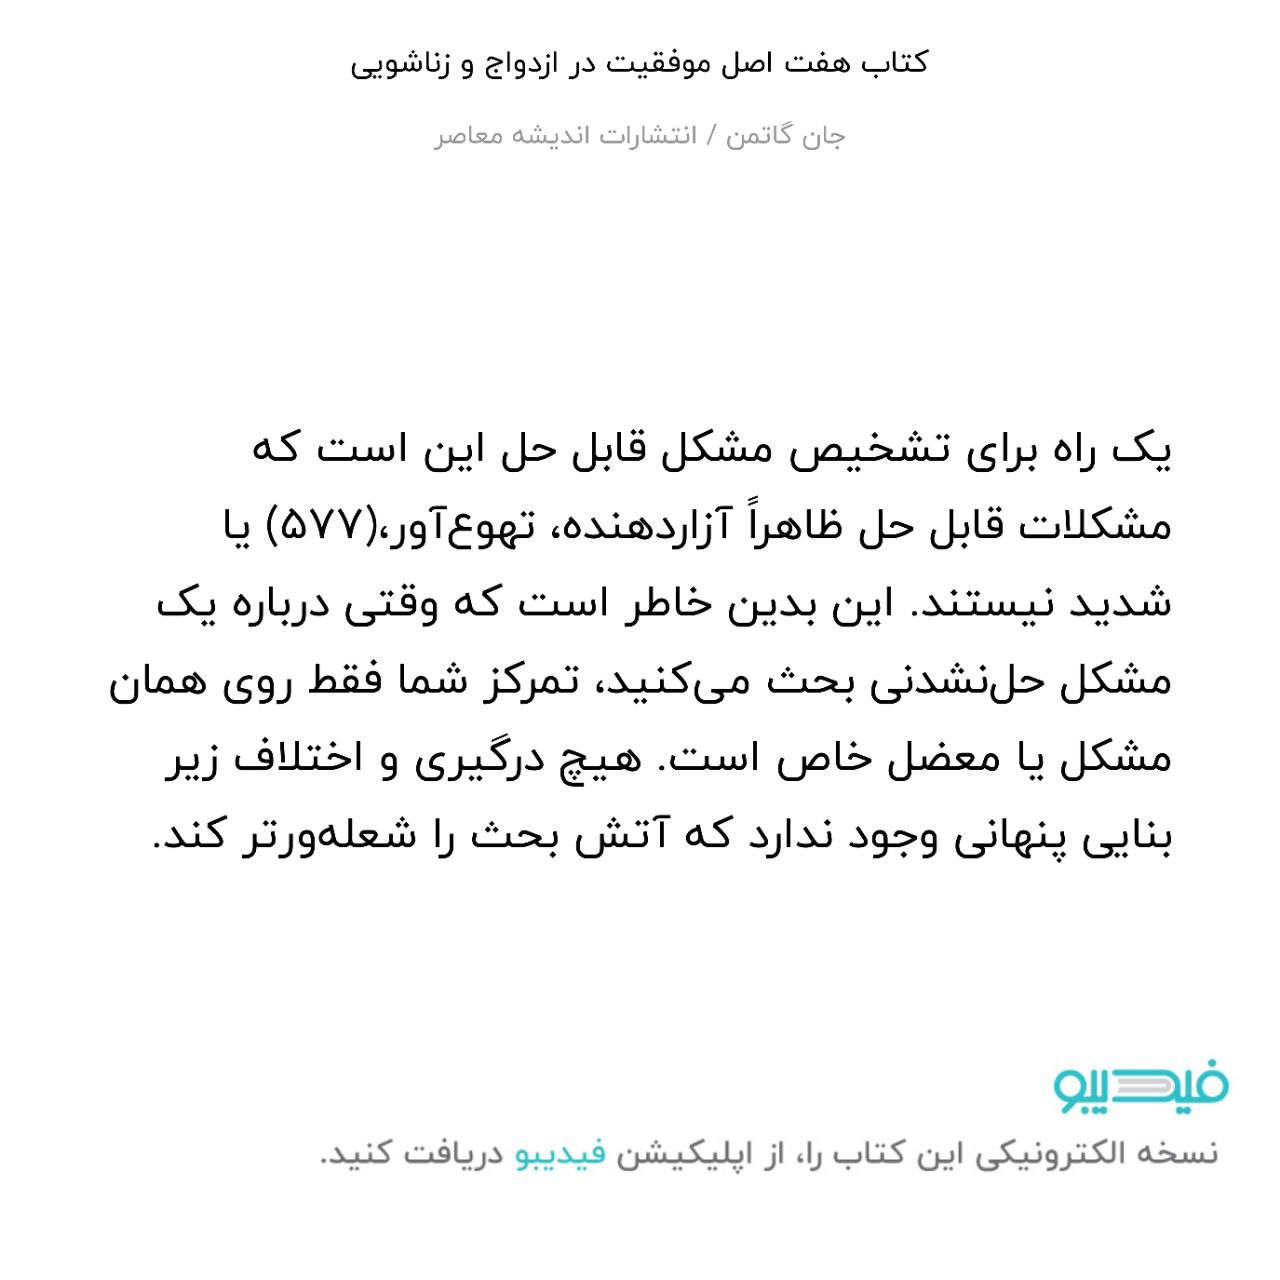 کتاب هفت اصل موفقیت در ازدواج و زناشویی
جان گاتمن / انتشارات اندیشه معاصر
یک راه برای تشخیص مشکل قابل حل این است که
مشکلات قابل حل ظاهراً آزاردهنده، تهوع‌آور،(۵۷۷) یا
شدید نیستند. این بدین خاطر است که وقتی درباره یک
مشکل حل‌نشدنی بحث می‌کنید، تمرکز شما فقط روی همان
مشکل یا معضل خاص است. هیچ درگیری و اختلاف زیر
بنایی پنهانی وجود ندارد که آتش بحث را شعله‌ورتر کند.
فیدیبو
نسخه الکترونیکی این کتاب را، از اپلیکیشن فیدیبو دریافت کنید.